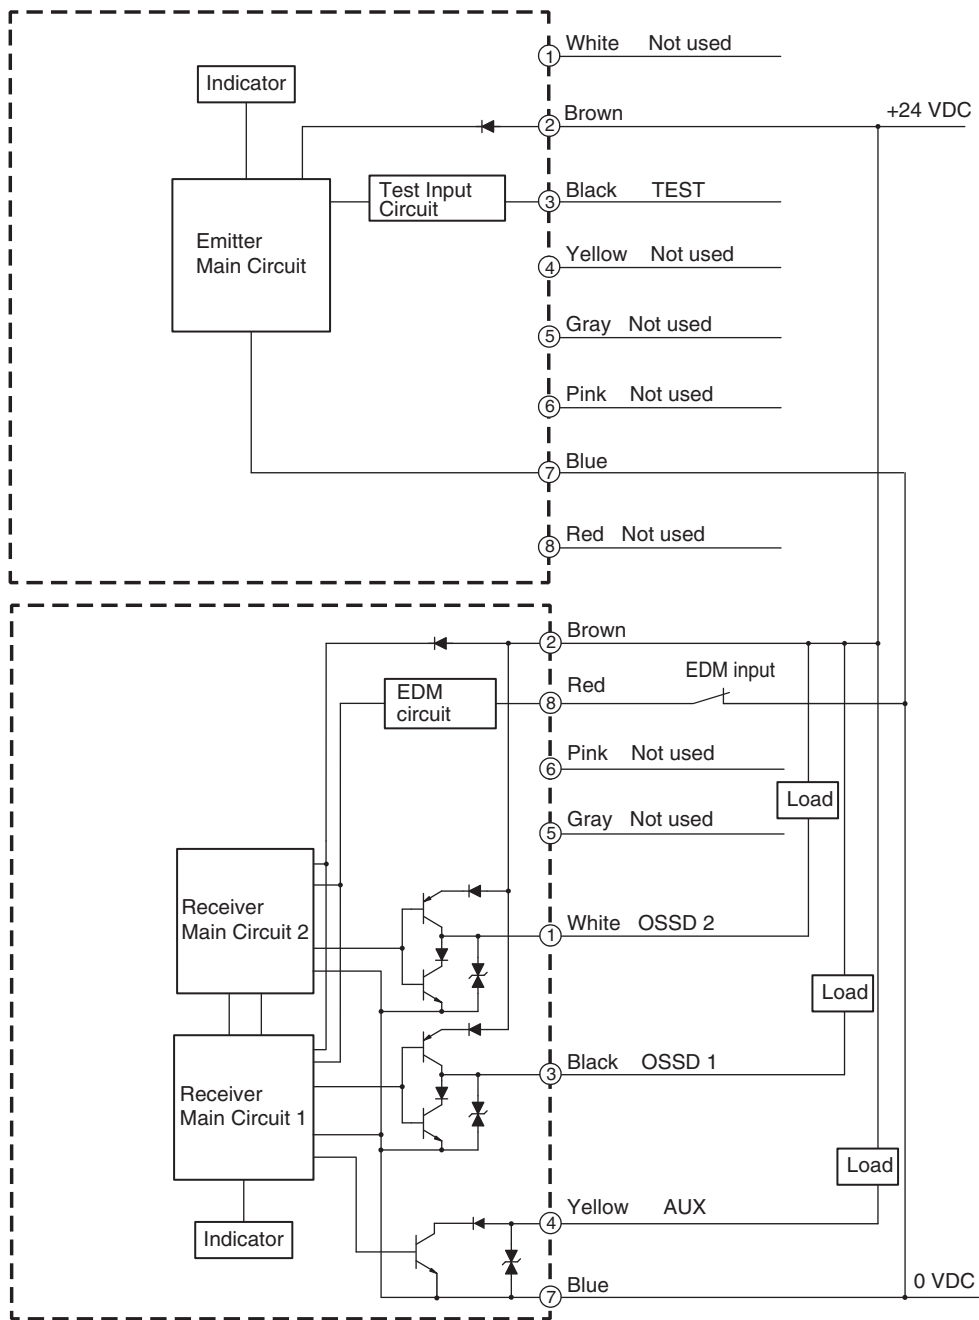 1 White Not used
Indicator
2 Brown +24 VDC
Test Input
Circuit
3 Black TEST
Emitter
Main Circuit
4 Yellow Not used
5 Gray Not used
6 Pink Not used
7 Blue
8 Red Not used
2 Brown
EDM
circuit
8 Red EDM input
6 Pink Not used
Load
5 Gray Not used
Receiver
Main Circuit 2
1 White OSSD 2
Load
3 Black OSSD 1
Receiver
Main Circuit 1
Load
4 Yellow AUX
Indicator
7 Blue 0 VDC